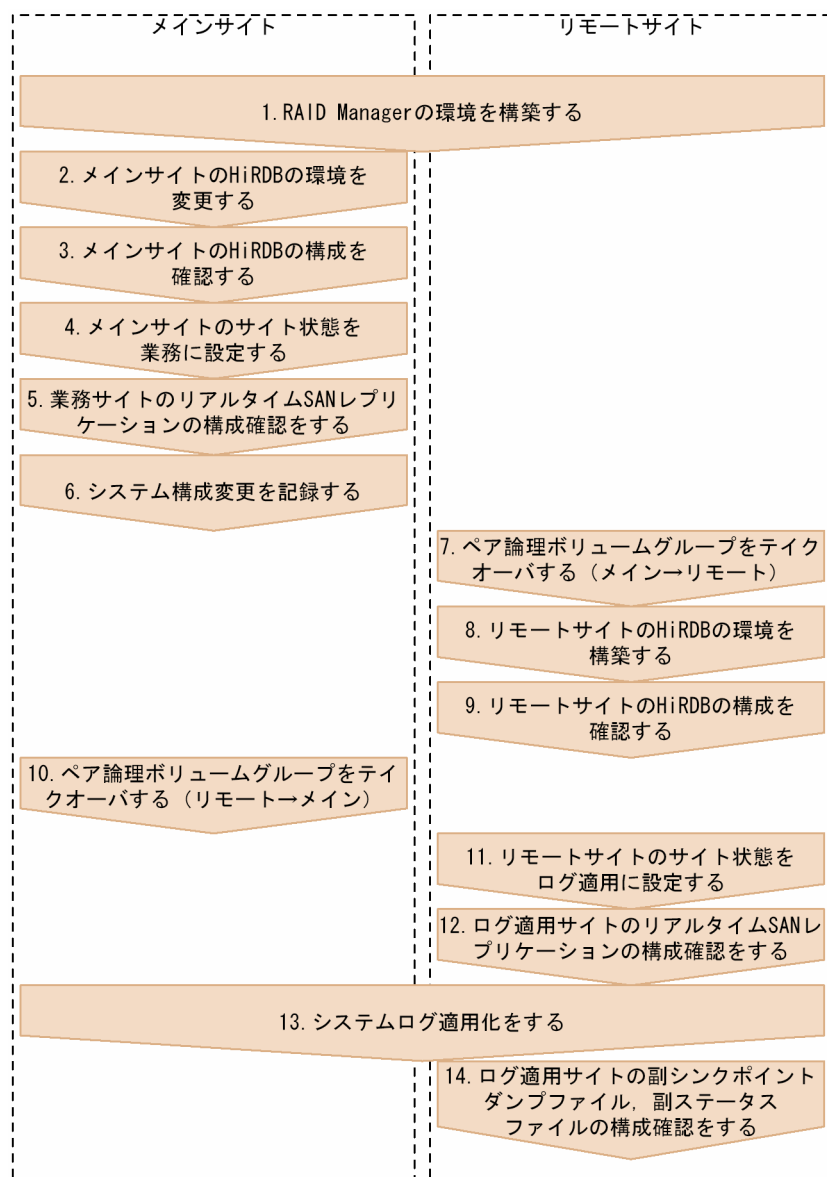 メインサイト
リモートサイト
1.RAID Managerの環境を構築する
2.メインサイトのHiRDBの環境を
変更する
3.メインサイトのHiRDBの構成を
確認する
4.メインサイトのサイト状態を
業務に設定する
5.業務サイトのリアルタイムSANレプリ
ケーションの構成確認をする
6.システム構成変更を記録する
7.ペア論理ボリュームグループをテイク
オーバする（メイン→リモート）
8.リモートサイトのHiRDBの環境を
構築する
9.リモートサイトのHiRDBの構成を
確認する
10.ペア論理ボリュームグループをテイ
クオーバする（リモート→メイン）
11.リモートサイトのサイト状態を
ログ適用に設定する
12.ログ適用サイトのリアルタイムSANレ
プリケーションの構成確認をする
13.システムログ適用化をする
14.ログ適用サイトの副シンクポイント
ダンプファイル，副ステータス
ファイルの構成確認をする